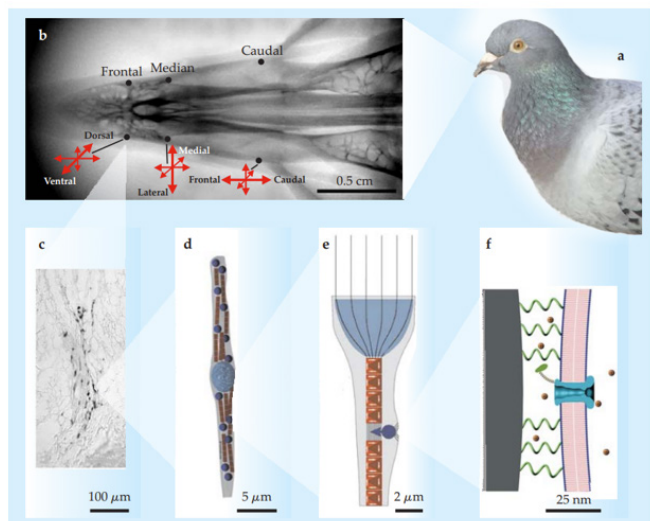 b
a
Caudal
Frontal
Median
Dorsal
Medial
Ventral
Lateral
Frontal
Caudal
0.5 cm
c
d
e
f
100 μm
5 μm
2 μm
25 nm